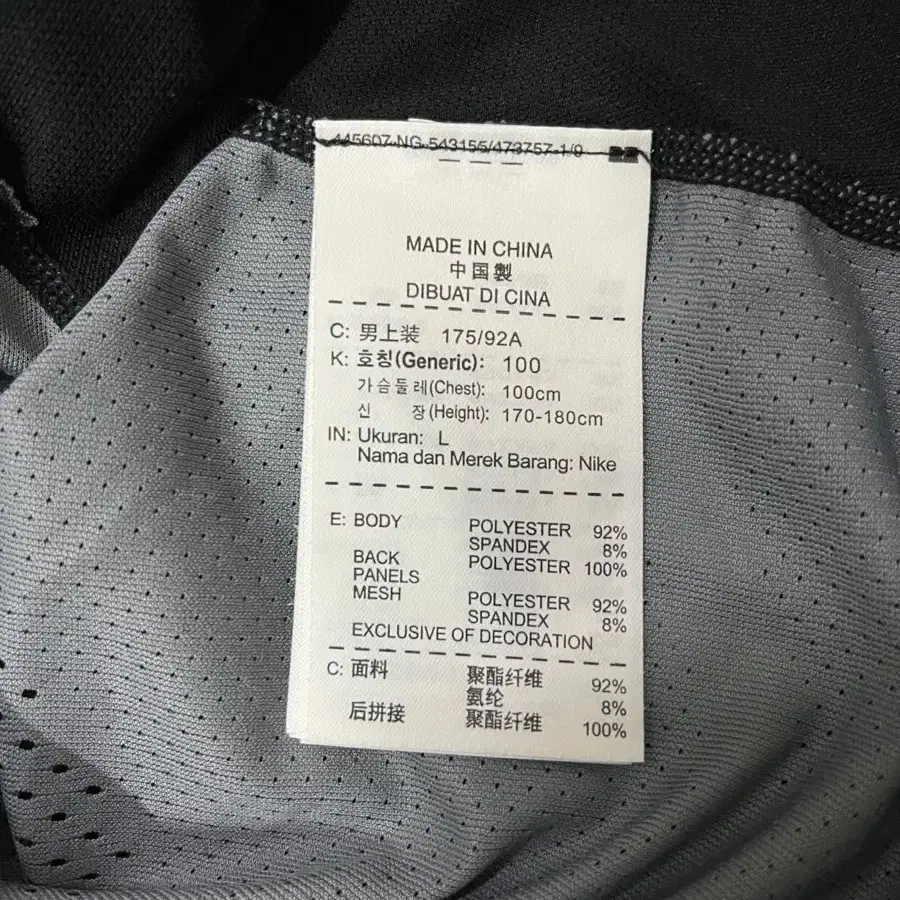 445607-NG-543155/473757-1/9
MADE IN CHINA
中国製
DIBUAT DI CINA
C: 男上装 175/92A
K: 호칭(Generic): 100
가슴둘레(Chest): 100cm
신 장(Height): 170-180cm
IN: Ukuran: L
Nama dan Merek Barang: Nike
E: BODY POLYESTER 92%
SPANDEX 8%
BACK POLYESTER 100%
PANELS
MESH POLYESTER 92%
SPANDEX 8%
EXCLUSIVE OF DECORATION
C: 面料 聚酯纤维 92%
氨纶 8%
后拼接 聚酯纤维 100%